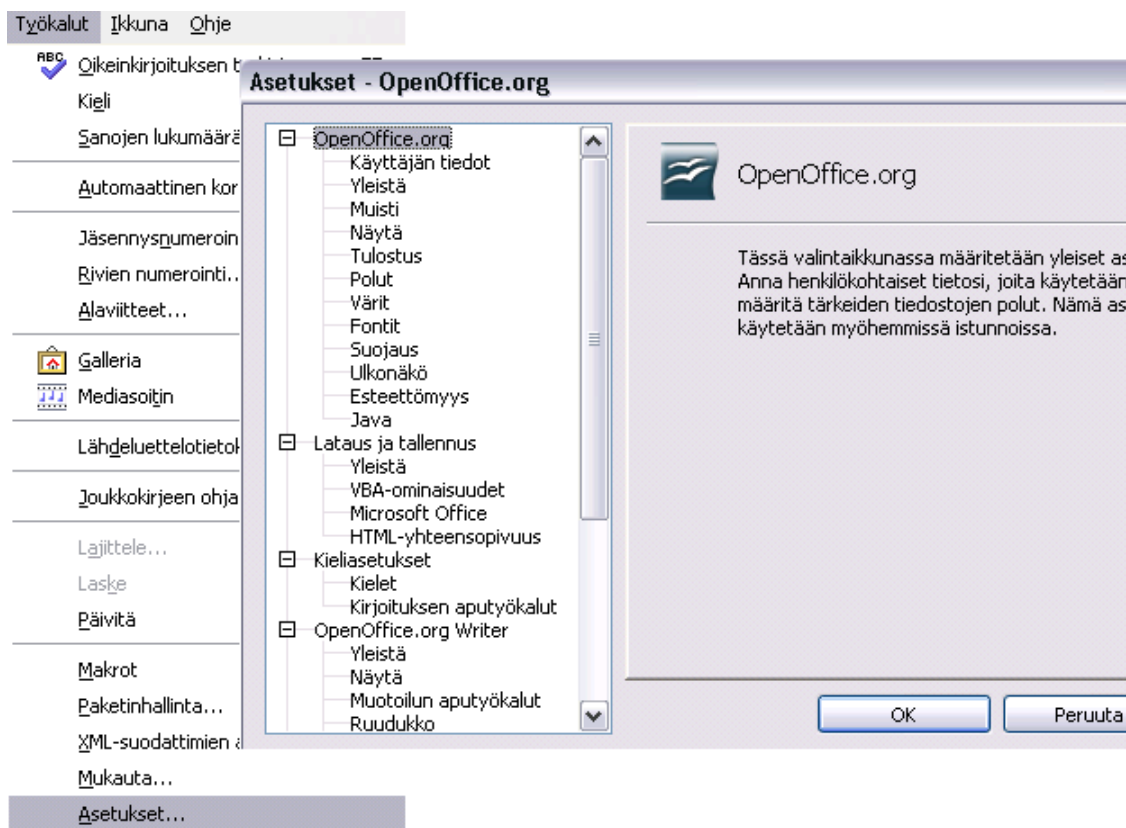 Työkalut Ikkuna Ohje
ABC
Oikeinkirjoituksen
Kieli
Sanojen lukumäärä
Automaattinen kor
Jäsennysnumeroin
Rivien numerointi..
Alaviitteet...
Galleria
Mediasoitin
Lähdeluettelotietok
Joukkokirjeen ohja
Lajittele...
Laske
Päivitä
Makrot
Paketinhallinta...
XML-suodattimien
Mukauta...
Asetukset...
Asetukset - OpenOffice.org
OpenOffice.org
Käyttäjän tiedot
Yleistä
Muisti
Näytä
Tulostus
Polut
Värit
Fontit
Suojaus
Ulkonäkö
Esteettömyys
Java
Lataus ja tallennus
Yleistä
VBA-ominaisuudet
Microsoft Office
HTML-yhteensopivuus
Kieliasetukset
Kielet
Kirjoituksen aputyökalut
OpenOffice.org Writer
Yleistä
Näytä
Muotoilun aputyökalut
Ruudukko
OpenOffice.org
Tässä valintaikkunassa määritetään yleiset as
Anna henkilökohtaiset tietosi, joita käytetään
määritä tärkeiden tiedostojen polut. Nämä as
käytetään myöhemmissä istunnoissa.
OK Peruuta